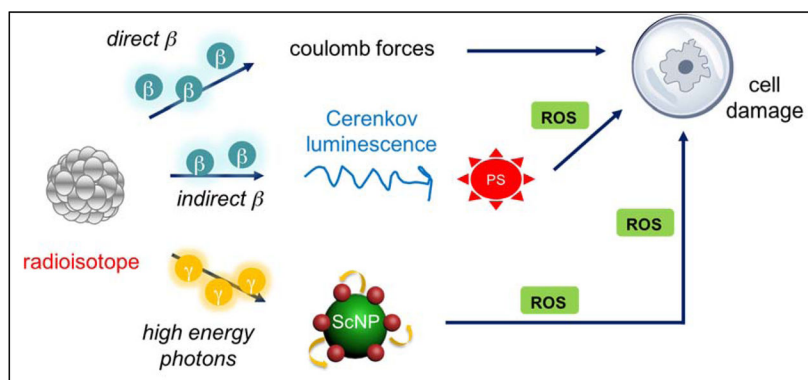 direct β
β
β
β
coulomb forces
cell
damage
Cerenkov
luminescence
ROS
β
β
indirect β
PS
radioisotope
ROS
γ
γ
γ
ScNP
ROS
high energy
photons